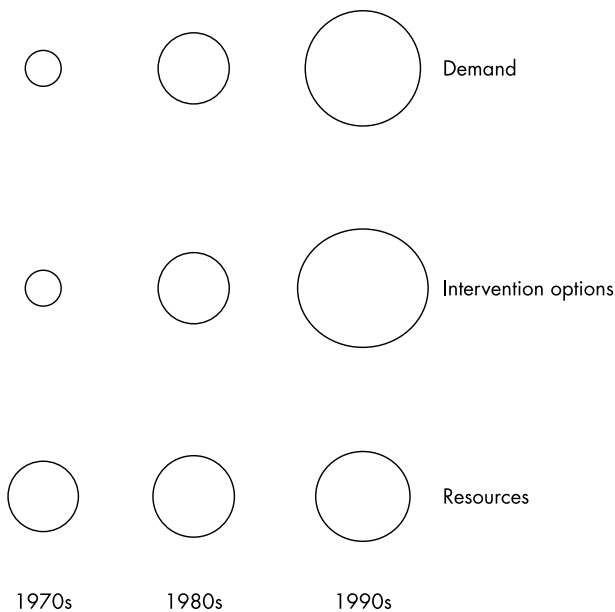 Demand
Intervention options
Resources
1970s 1980s 1990s